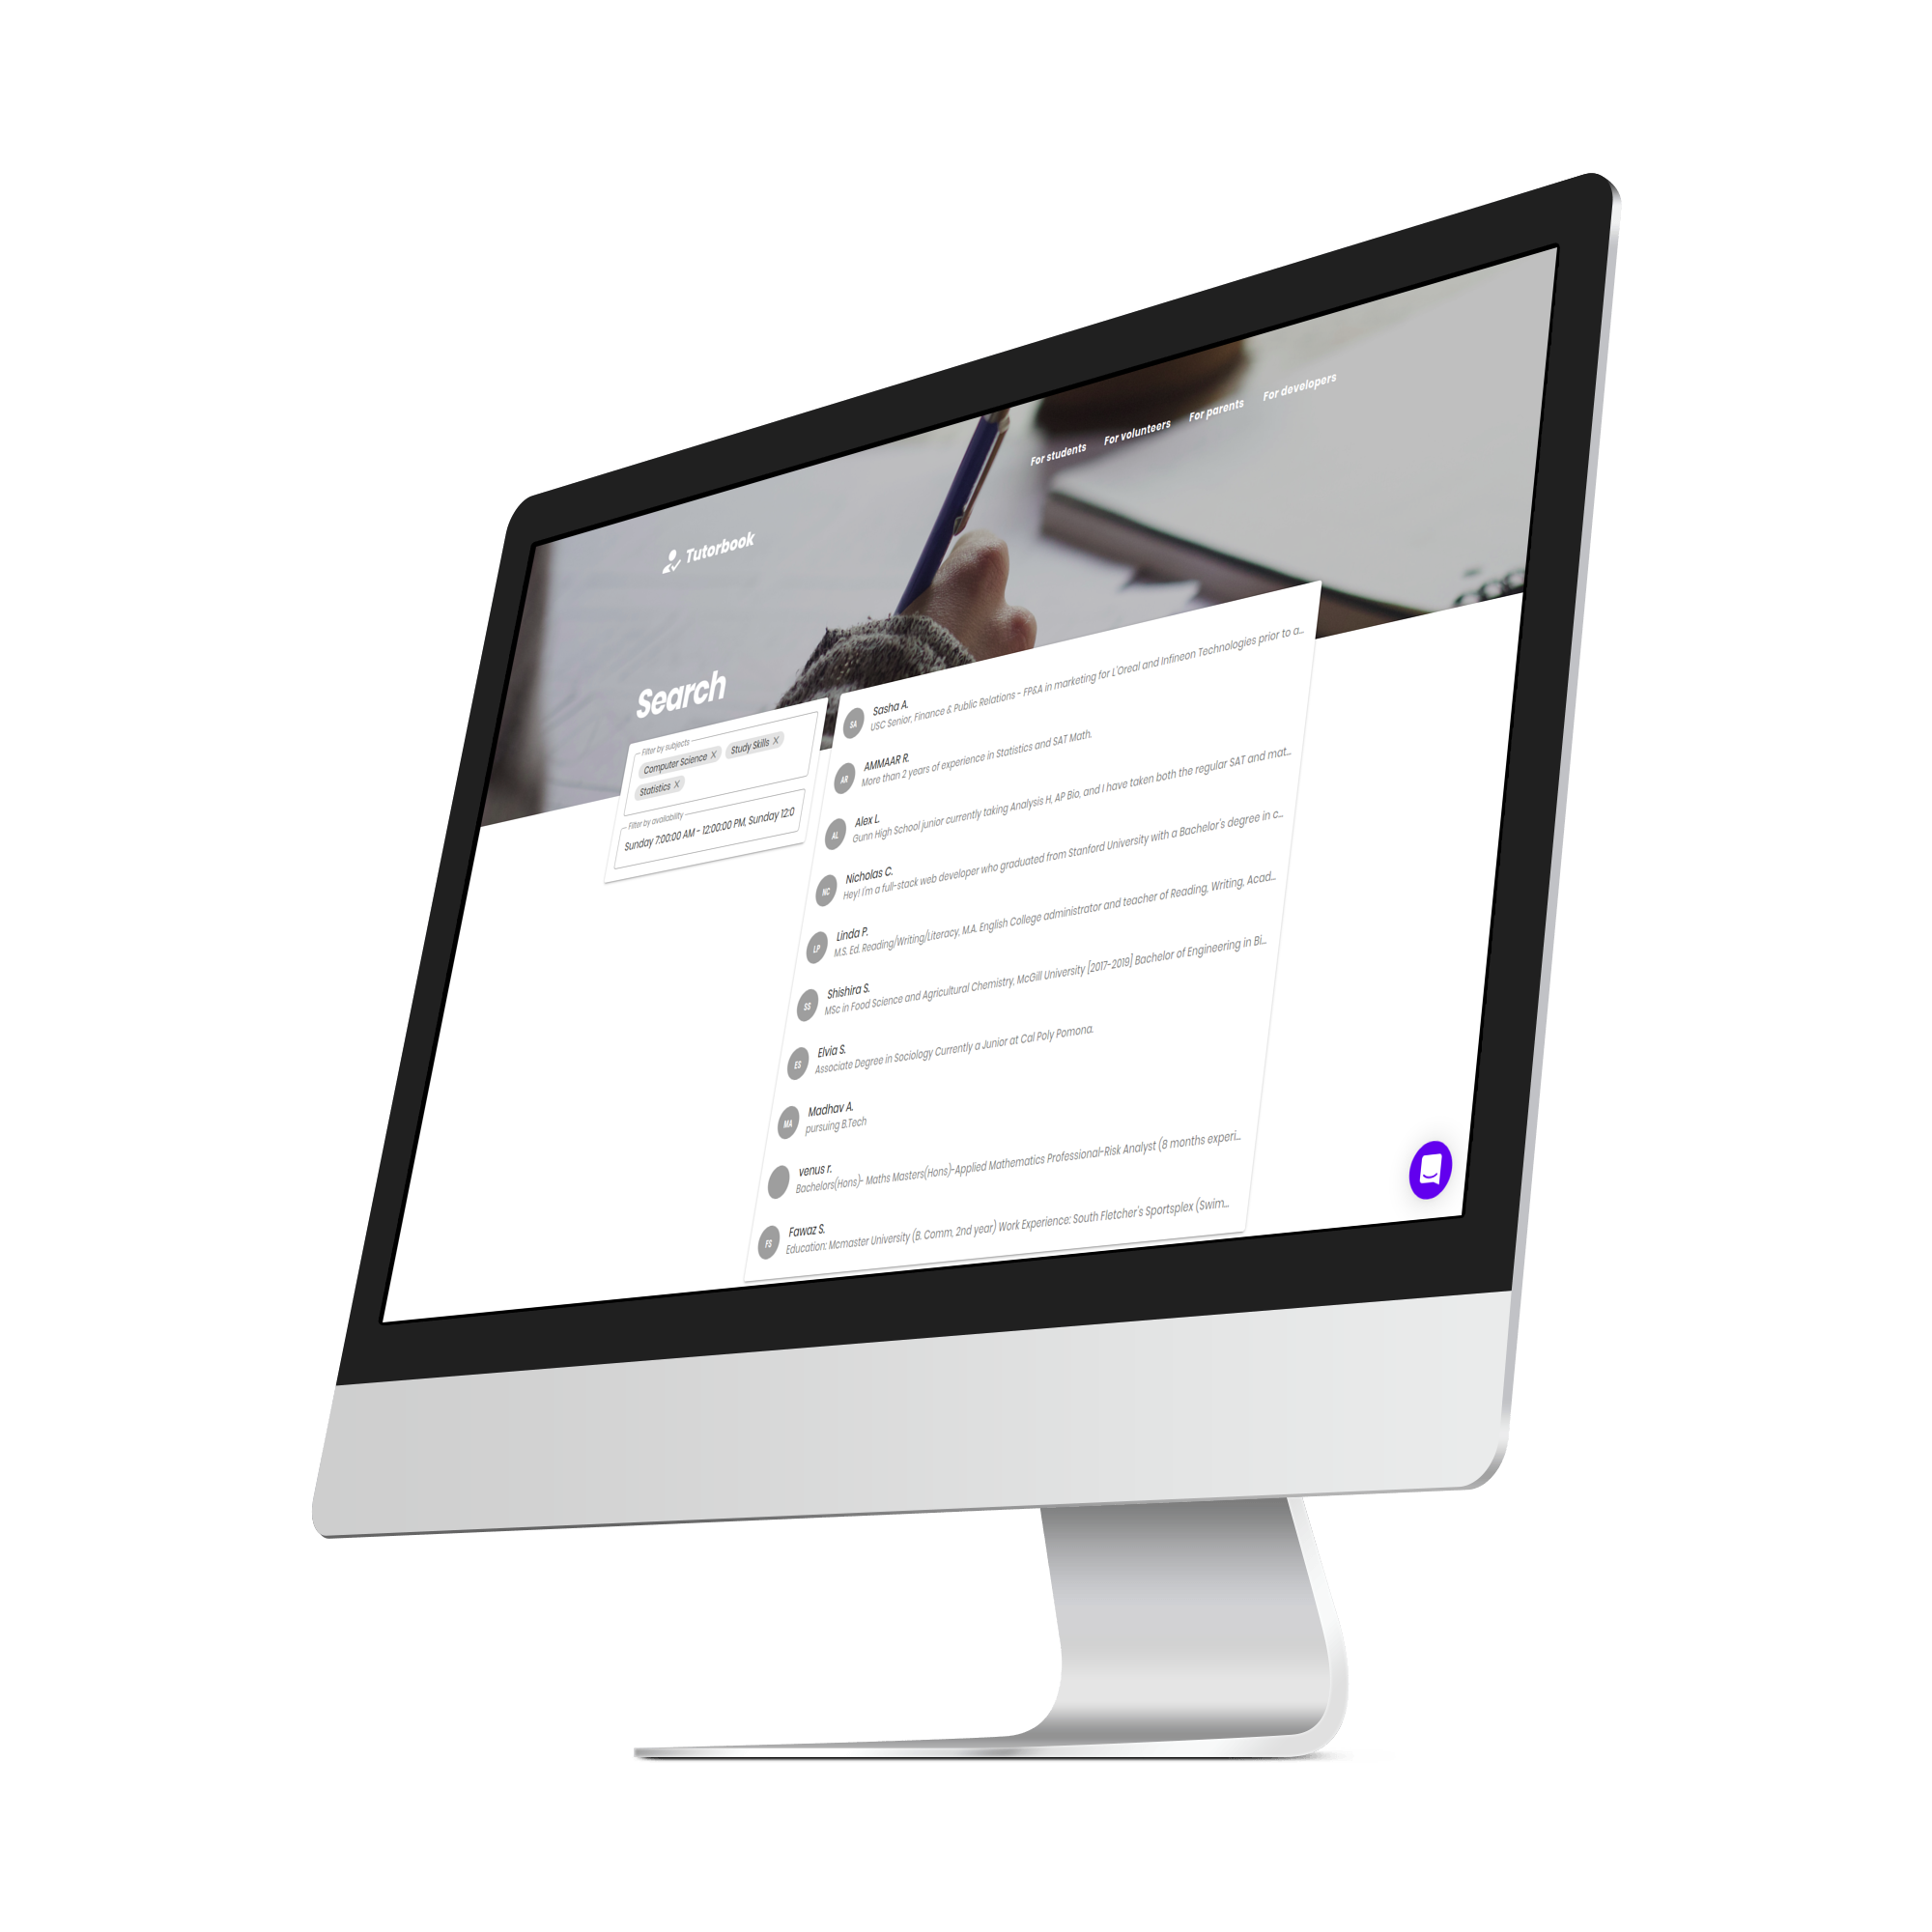 For students For volunteers For parents For developers
Tutorbook
Search
Filter by subjects
Computer Science X Study Skills X
Statistics X
Filter by availability
Sunday 7:00:00 AM - 12:00:00 PM, Sunday 12:0
SA Sasha A.
USC Senior, Finance & Public Relations - FP&A in marketing for L'Oreal and Infineon Technologies prior to a...
AR AMMAAR R.
More than 2 years of experience in Statistics and SAT Math.
AL Alex L.
Gunn High School junior currently taking Analysis H, AP Bio, and I have taken both the regular SAT and mat...
NC Nicholas C.
Hey! I'm a full-stack web developer who graduated from Stanford University with a Bachelor's degree in c...
LP Linda P.
M.S. Ed. Reading/Writing/Literacy, M.A. English College administrator and teacher of Reading, Writing, Acad...
SS Shishira S.
MSc in Food Science and Agricultural Chemistry, McGill University [2017-2019] Bachelor of Engineering in Bi...
ES Elvia S.
Associate Degree in Sociology Currently a Junior at Cal Poly Pomona.
MA Madhav A.
pursuing B.Tech
venus r.
Bachelors(Hons)- Maths Masters(Hons)-Applied Mathematics Professional-Risk Analyst (8 months experi...
FS Fawaz S.
Education: Mcmaster University (B. Comm, 2nd year) Work Experience: South Fletcher's Sportsplex (Swim...